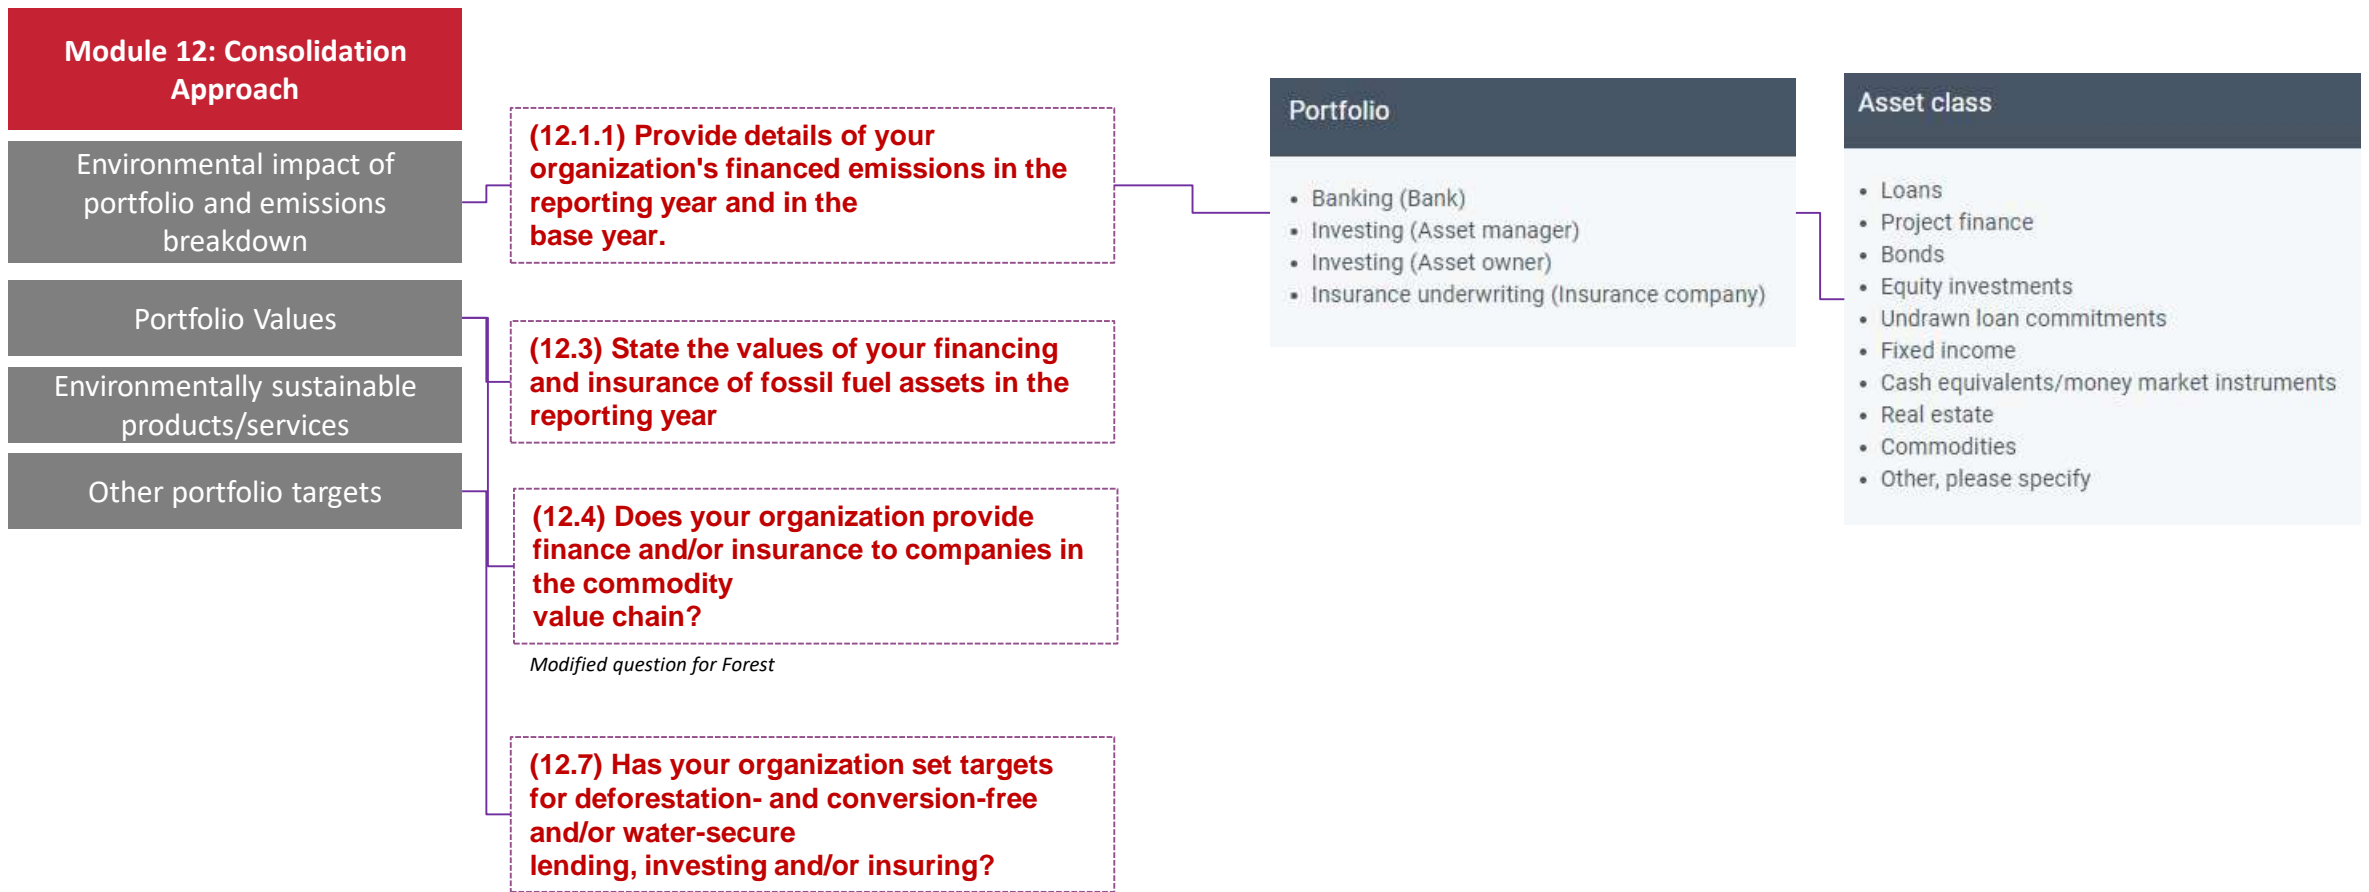 Module 12: Consolidation
Approach
Environmental impact of
portfolio and emissions
breakdown
Portfolio Values
Environmentally sustainable
products/services
Other portfolio targets
(12.1.1) Provide details of your
organization's financed emissions in the
reporting year and in the
base year.
(12.3) State the values of your financing
and insurance of fossil fuel assets in the
reporting year
(12.4) Does your organization provide
finance and/or insurance to companies in
the commodity
value chain?
Modified question for Forest
(12.7) Has your organization set targets
for deforestation- and conversion-free
and/or water-secure
lending, investing and/or insuring?
Portfolio
• Banking (Bank)
• Investing (Asset manager)
• Investing (Asset owner)
• Insurance underwriting (Insurance company)
Asset class
• Loans
• Project finance
• Bonds
• Equity investments
• Undrawn loan commitments
• Fixed income
• Cash equivalents/money market instruments
• Real estate
• Commodities
• Other, please specify